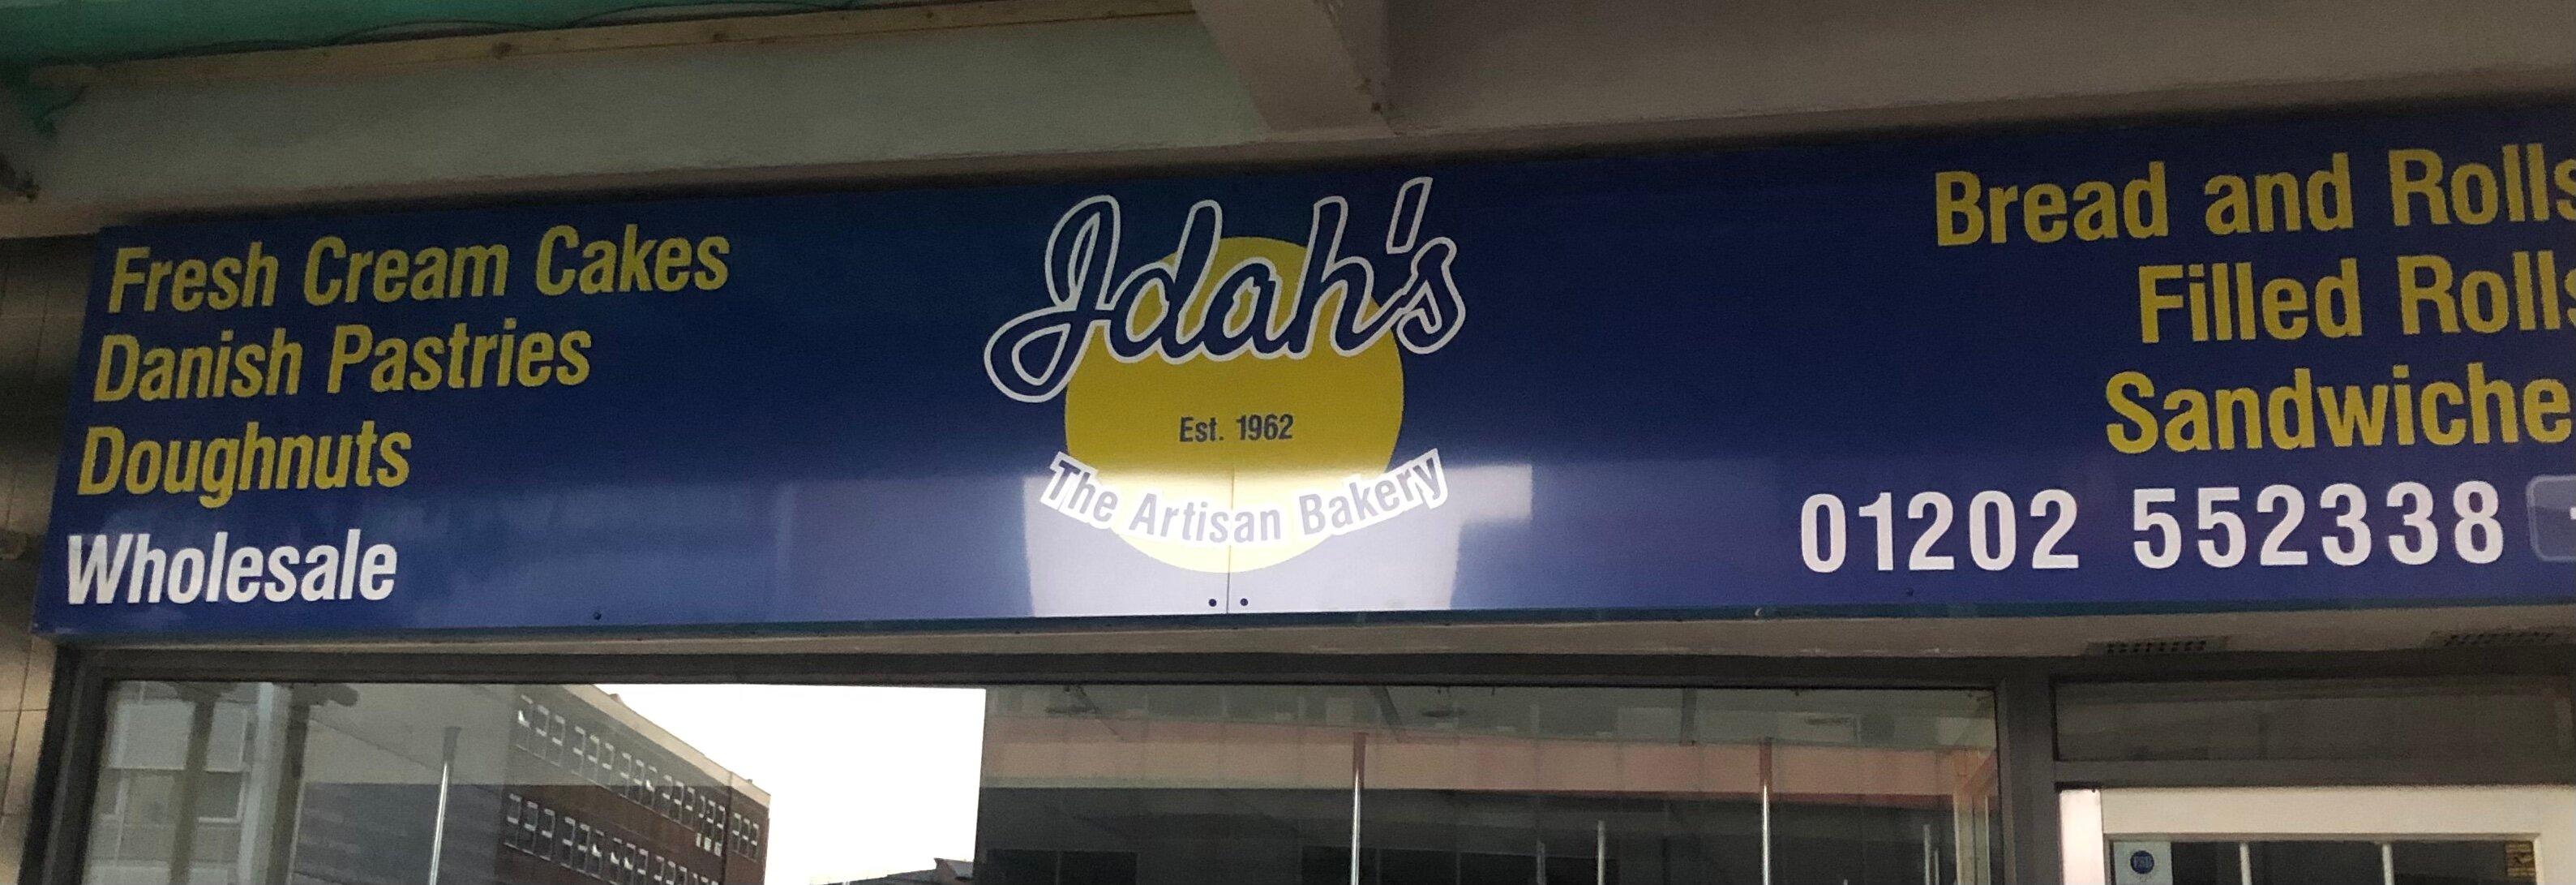 Fresh Cream Cakes
Danish Pastries
Doughnuts
Wholesale
Idah's
Est. 1962
The Artisan Bakery
Bread and Rolls
Filled Rolls
Sandwiche
01202 552338